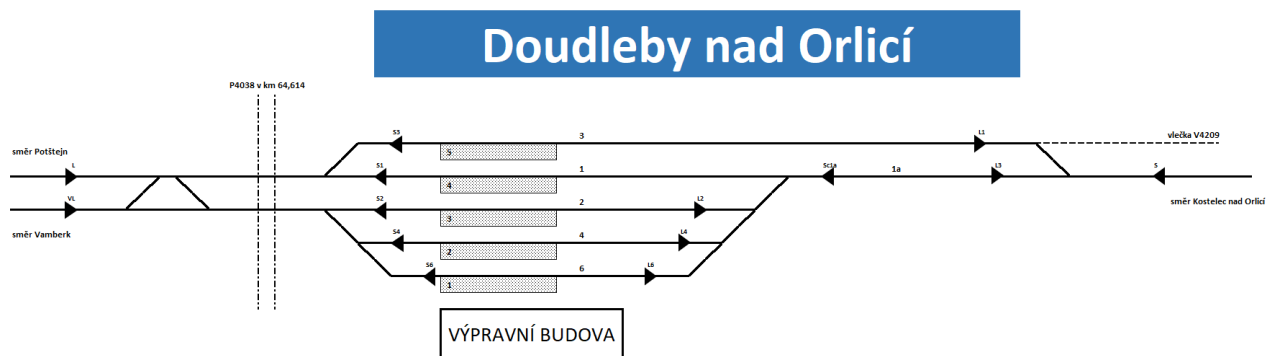 Doudleby nad Orlicí
P4038 v km 64,614
S3
3
L1
vlečka V4209
směr Potštejn
5
L
S1
1
Sc1a
1a
L3
S
4
VL
S2
2
L2
směr Kostelec nad Orlicí
3
směr Vamberk
S4
4
L4
2
S6
6
L6
1
VÝPRAVNÍ BUDOVA